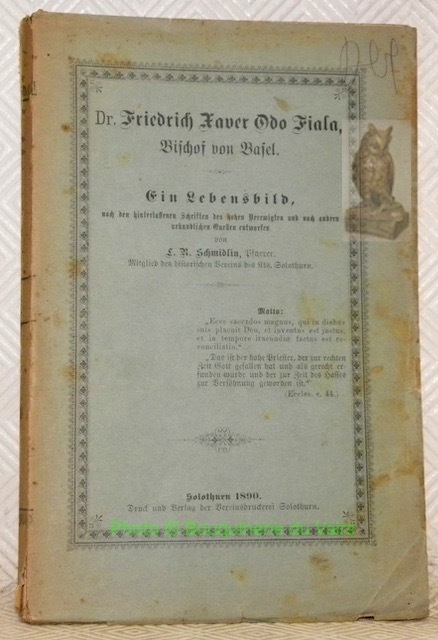 Dr. Friedrich Xaver Odo Fiala,
Bischof von Basel.
Ein Lebensbild,
nach den hinterlassenen Schriften des hohen Verewigten und nach andern
urkundlichen Quellen entworfen
von
L. R. Schmidlin, Pfarrer.
Mitglied des historischen Vereins des Kts. Solothurn.
Motto:
„Ecce sacerdos magnus, qui in diebus
suis placuit Deo, et inventus est justus,
et in tempore iracundiæ factus est re-
conciliatio.“
„Das ist der hohe Priester, der zur rechten
Zeit Gott gefallen hat und als gerecht er-
funden wurde und der zur Zeit des Hasses
zur Versöhnung geworden ist.“
(Eccles. c. 44.)
Solothurn 1890.
Druck und Verlag der Vereinsdruckerei Solothurn.